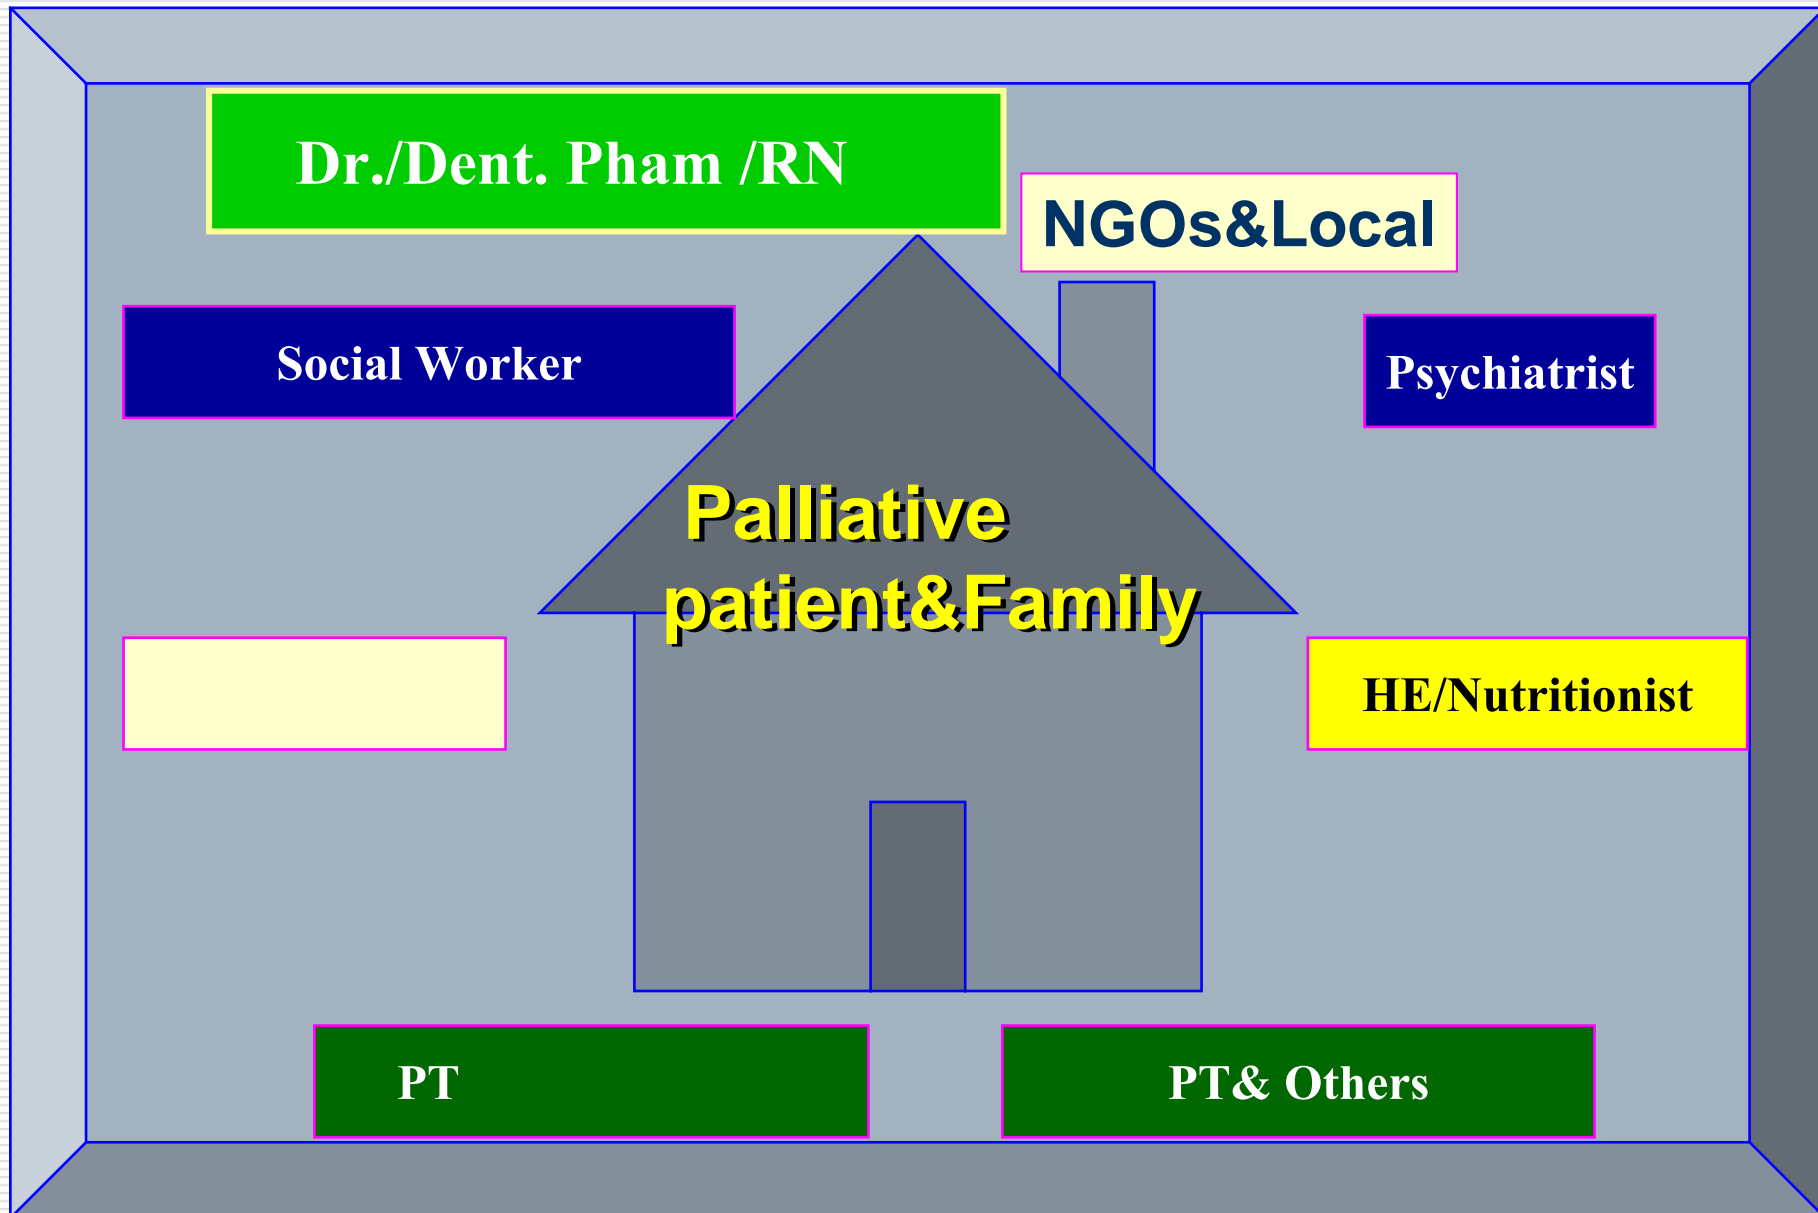 Dr./Dent. Pham /RN
NGOs&Local
Social Worker
Psychiatrist
Palliative
patient&Family
HE/Nutritionist
PT
PT& Others